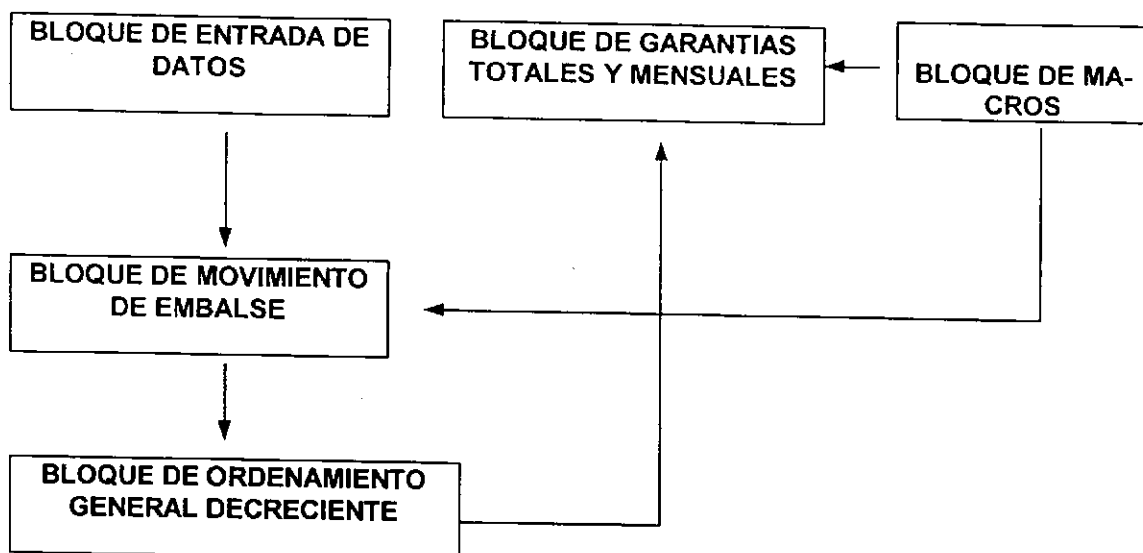 BLOQUE DE ENTRADA DE
DATOS
BLOQUE DE GARANTIAS
TOTALES Y MENSUALES
BLOQUE DE MA-
CROS
BLOQUE DE MOVIMIENTO
DE EMBALSE
BLOQUE DE ORDENAMIENTO
GENERAL DECRECIENTE